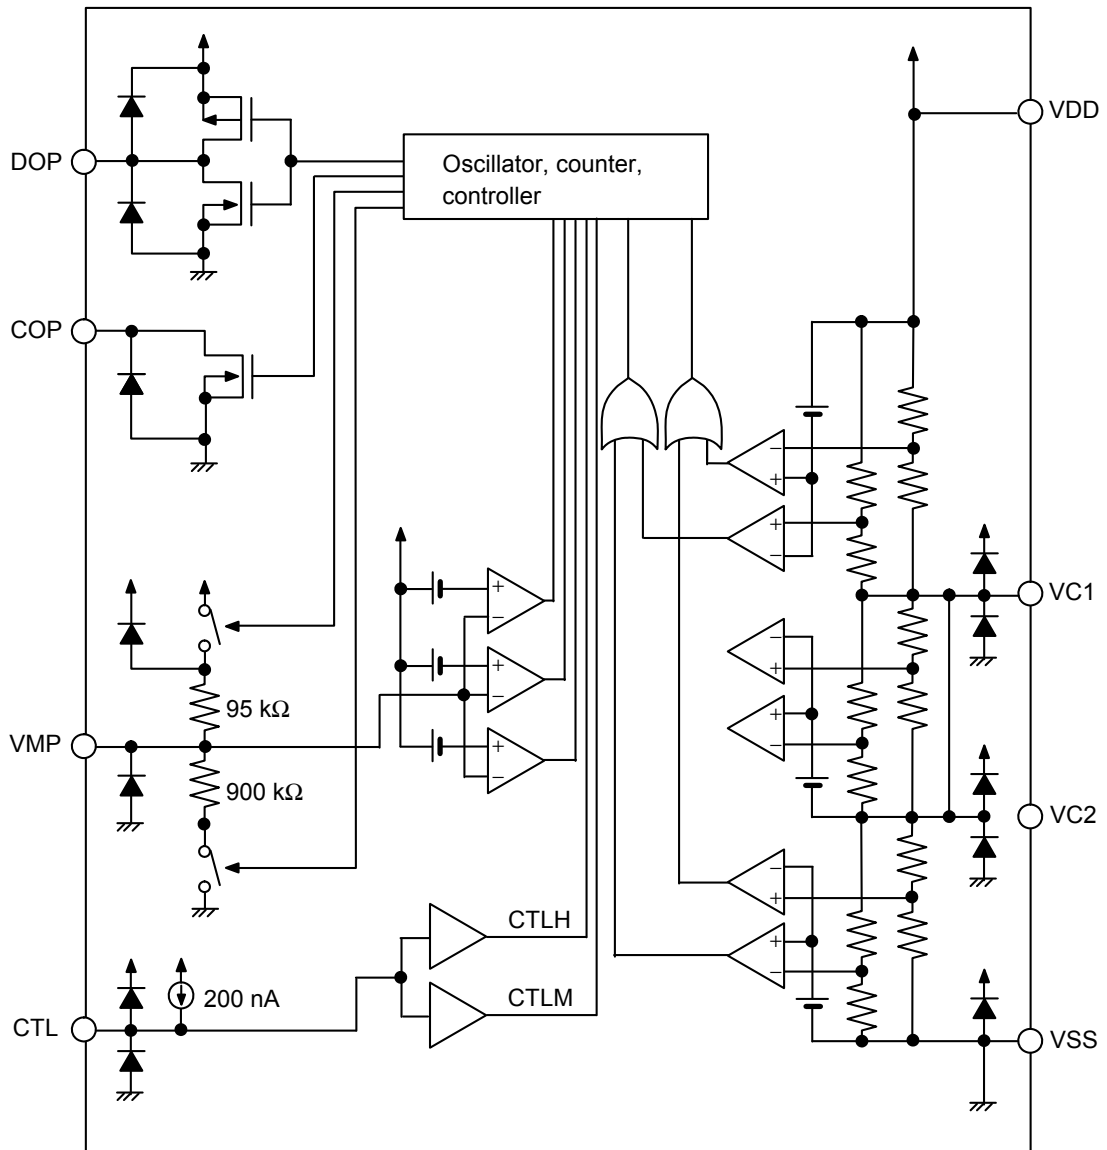 VDD
DOP
Oscillator, counter,
controller
COP
− +
+ −
VC1
+ −
− +
+ −
+ −
95 kΩ
VMP
900 kΩ
+ −
VC2
− +
+ −
CTLH
200 nA
CTLM
CTL
VSS